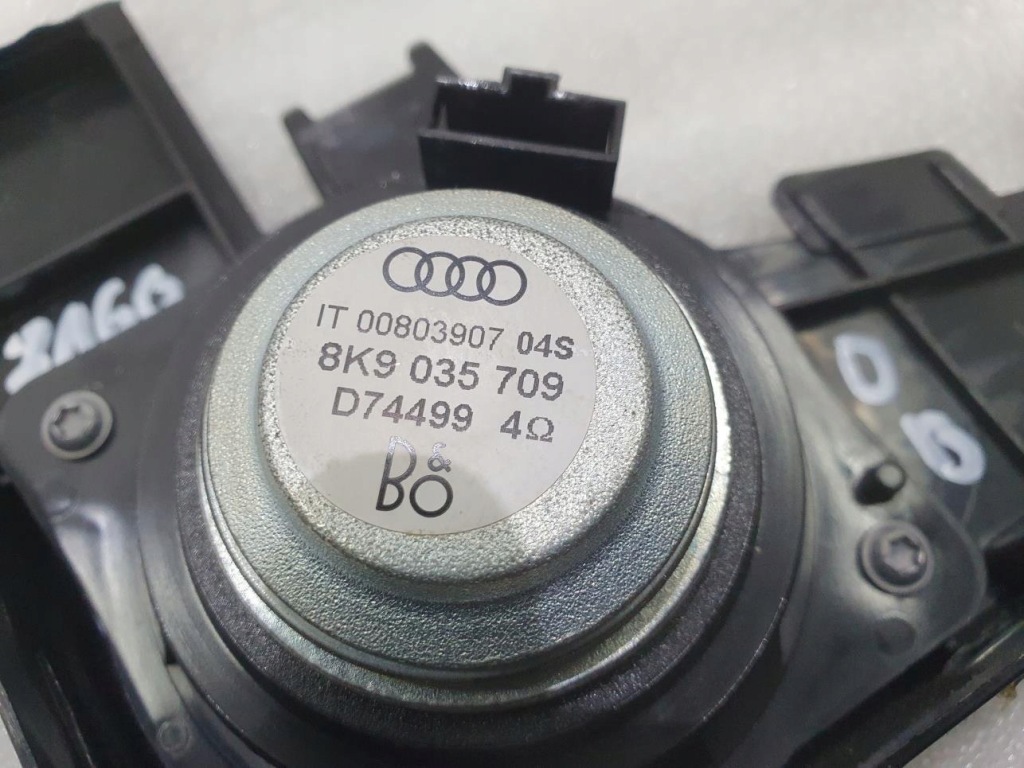 IT 00803907 04S
8K9 035 709
D74499 4Ω
B&O
O B